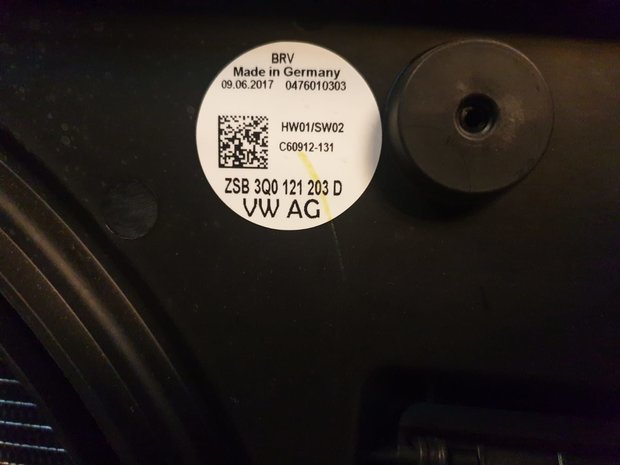 BRV
Made in Germany
09.06.2017 0476010303
HW01/SW02
C60912-131
ZSB 3Q0 121 203 D
VW AG